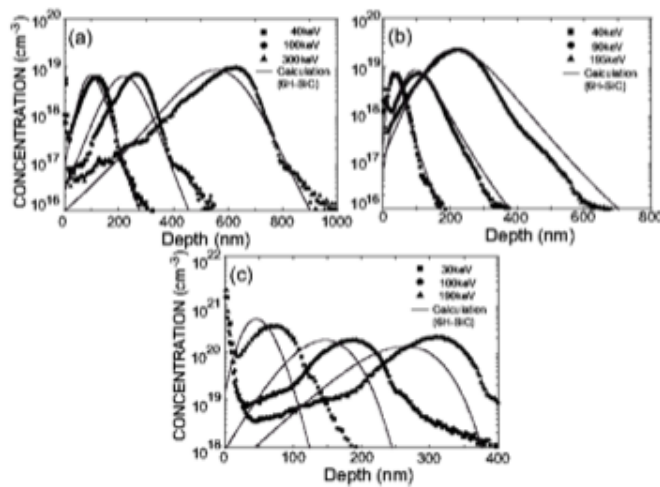 (a)
40keV
100keV
300keV
Calculation
(6H-SiC)
CONCENTRATION (cm-3)
10^20
10^19
10^18
10^17
10^16
0 200 400 600 800 1000
Depth (nm)
(b)
40keV
90keV
195keV
Calculation
(6H-SiC)
10^20
10^19
10^18
10^17
10^16
0 200 400 600 800
Depth (nm)
(c)
30keV
100keV
190keV
Calculation
(6H-SiC)
CONCENTRATION (cm-3)
10^22
10^21
10^20
10^19
10^18
0 100 200 300 400
Depth (nm)